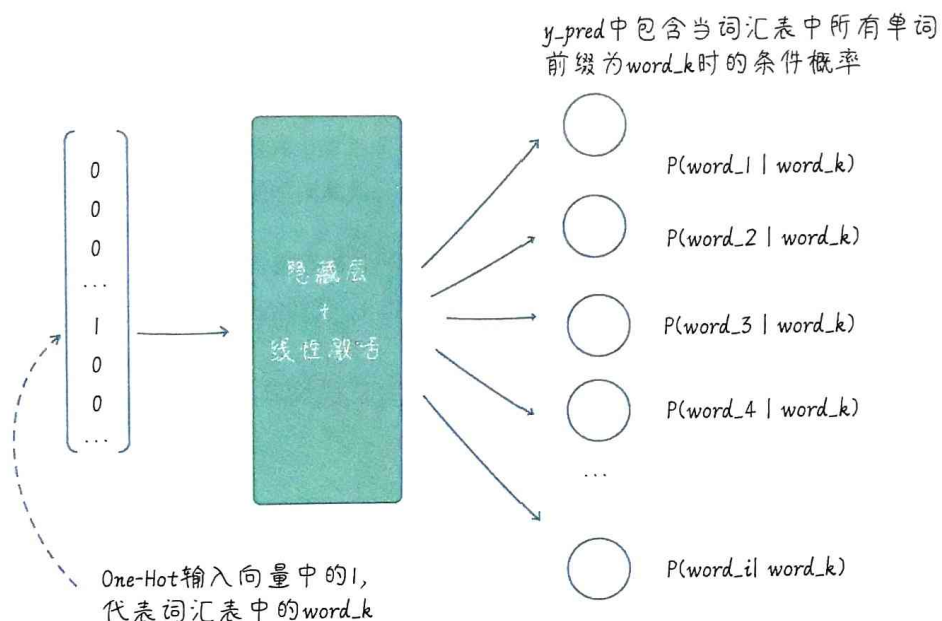 y_pred中包含当词汇表中所有单词
前缀为word_k时的条件概率
0
0
0
...
1
0
0
...
隐藏层
+
线性激活
P(word_1 | word_k)
P(word_2 | word_k)
P(word_3 | word_k)
P(word_4 | word_k)
...
P(word_i| word_k)
One-Hot输入向量中的1,
代表词汇表中的word_k